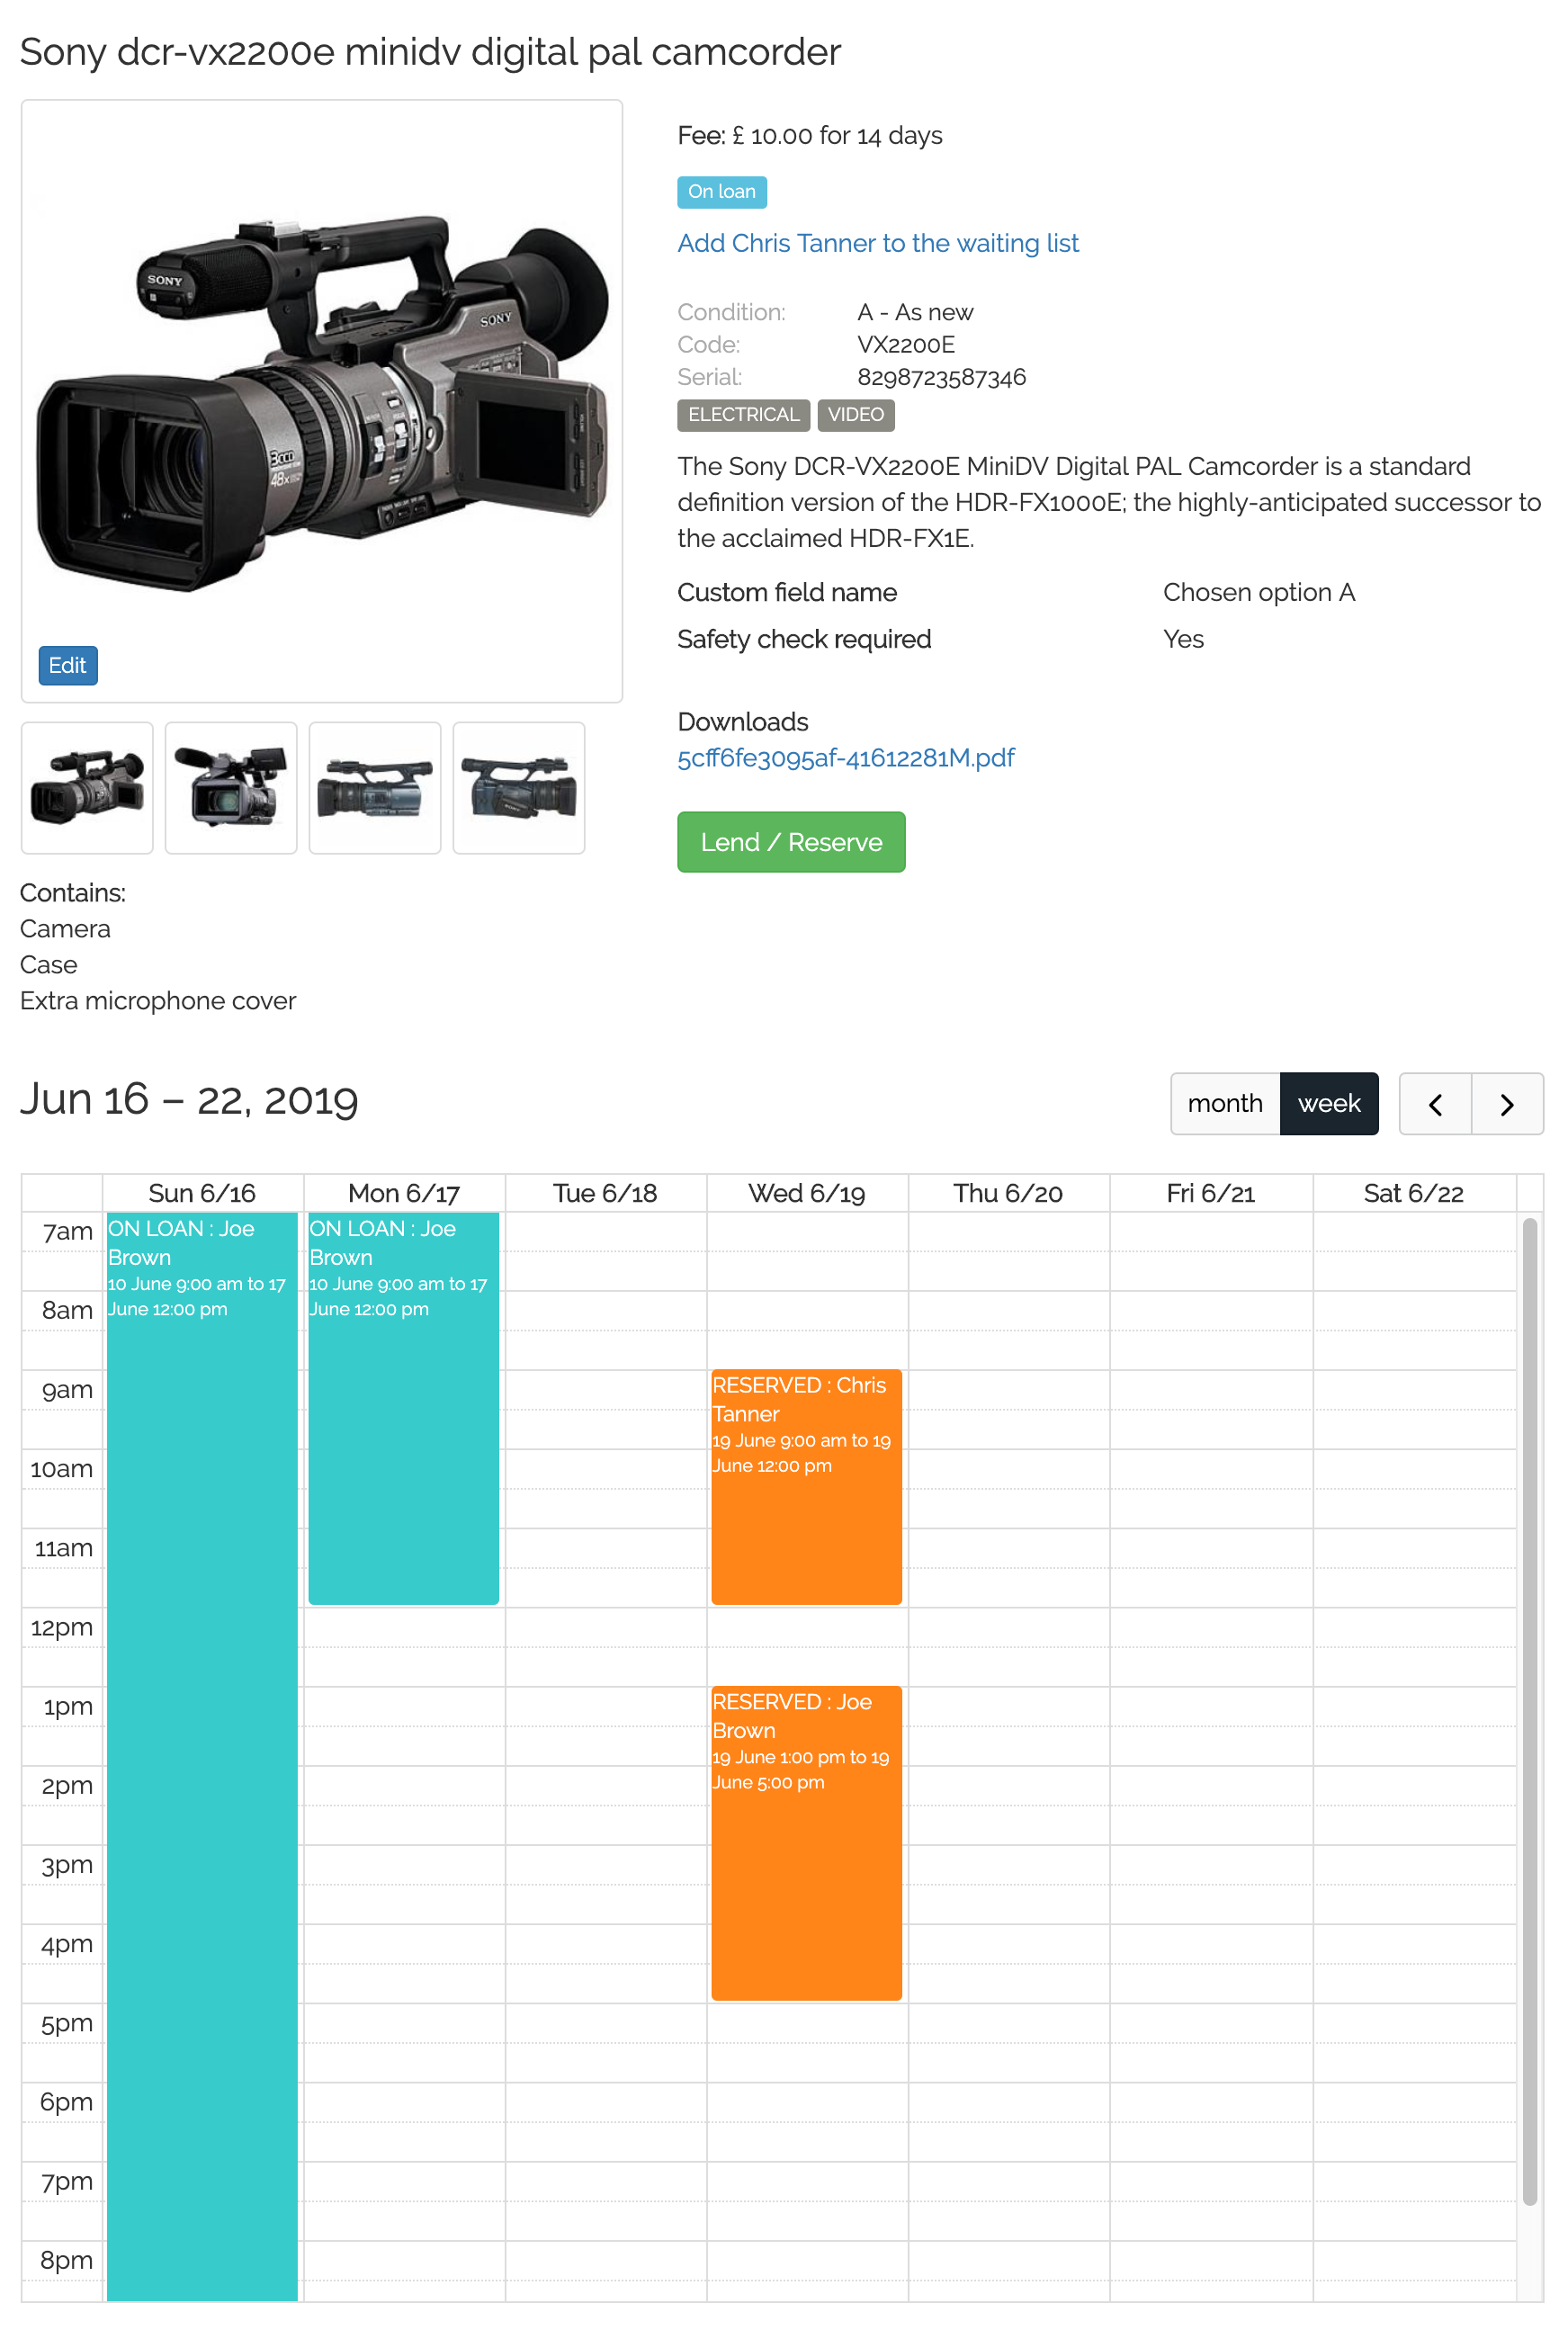 Sony dcr-vx2200e minidv digital pal camcorder
SONY
SONY
3CCD
48x
Edit
Fee: £ 10.00 for 14 days
On loan
Add Chris Tanner to the waiting list
Condition: A - As new
Code: VX2200E
Serial: 8298723587346
ELECTRICAL VIDEO
The Sony DCR-VX2200E MiniDV Digital PAL Camcorder is a standard
definition version of the HDR-FX1000E; the highly-anticipated successor to
the acclaimed HDR-FX1E.
Custom field name Chosen option A
Safety check required Yes
Downloads
5cff6fe3095af-41612281M.pdf
Lend / Reserve
Contains:
Camera
Case
Extra microphone cover
Jun 16 – 22, 2019
month week
Sun 6/16 Mon 6/17 Tue 6/18 Wed 6/19 Thu 6/20 Fri 6/21 Sat 6/22
7am
8am
9am
10am
11am
12pm
1pm
2pm
3pm
4pm
5pm
6pm
7pm
8pm
ON LOAN : Joe
Brown
10 June 9:00 am to 17
June 12:00 pm
ON LOAN : Joe
Brown
10 June 9:00 am to 17
June 12:00 pm
RESERVED : Chris
Tanner
19 June 9:00 am to 19
June 12:00 pm
RESERVED : Joe
Brown
19 June 1:00 pm to 19
June 5:00 pm